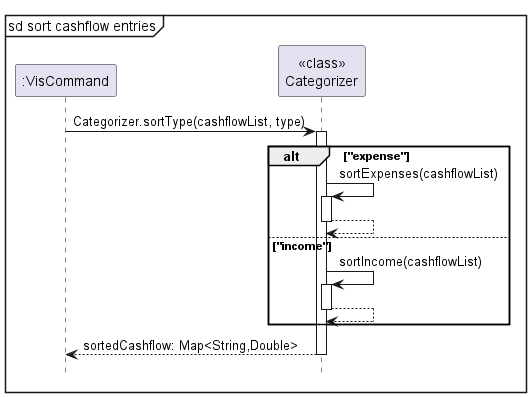 sd sort cashflow entries
«class»
:VisCommand
Categorizer
Categorizer.sortType(cashflowList, type)
alt
["expense"]
sortExpenses(cashflowList)
["income"]
sortIncome(cashflowList)
sortedCashflow: Map<String,Double>